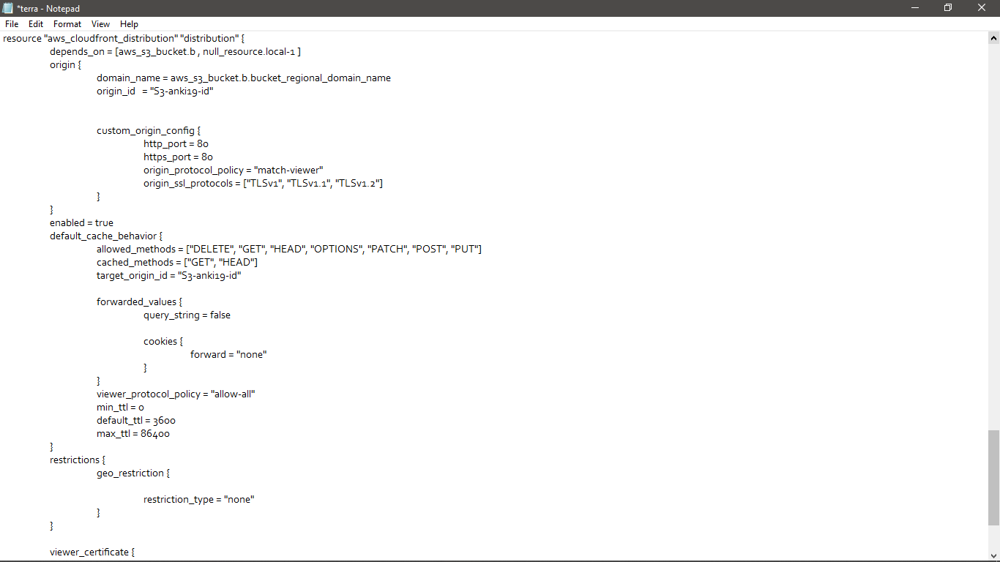 *terra - Notepad
File Edit Format View Help
resource "aws_cloudfront_distribution" "distribution" {
depends_on = [aws_s3_bucket.b , null_resource.local-1 ]
origin {
domain_name = aws_s3_bucket.b.bucket_regional_domain_name
origin_id = "S3-anki19-id"
custom_origin_config {
http_port = 80
https_port = 80
origin_protocol_policy = "match-viewer"
origin_ssl_protocols = ["TLSv1", "TLSv1.1", "TLSv1.2"]
}
}
enabled = true
default_cache_behavior {
allowed_methods = ["DELETE", "GET", "HEAD", "OPTIONS", "PATCH", "POST", "PUT"]
cached_methods = ["GET", "HEAD"]
target_origin_id = "S3-anki19-id"
forwarded_values {
query_string = false
cookies {
forward = "none"
}
}
viewer_protocol_policy = "allow-all"
min_ttl = 0
default_ttl = 3600
max_ttl = 86400
}
restrictions {
geo_restriction {
restriction_type = "none"
}
}
viewer_certificate {